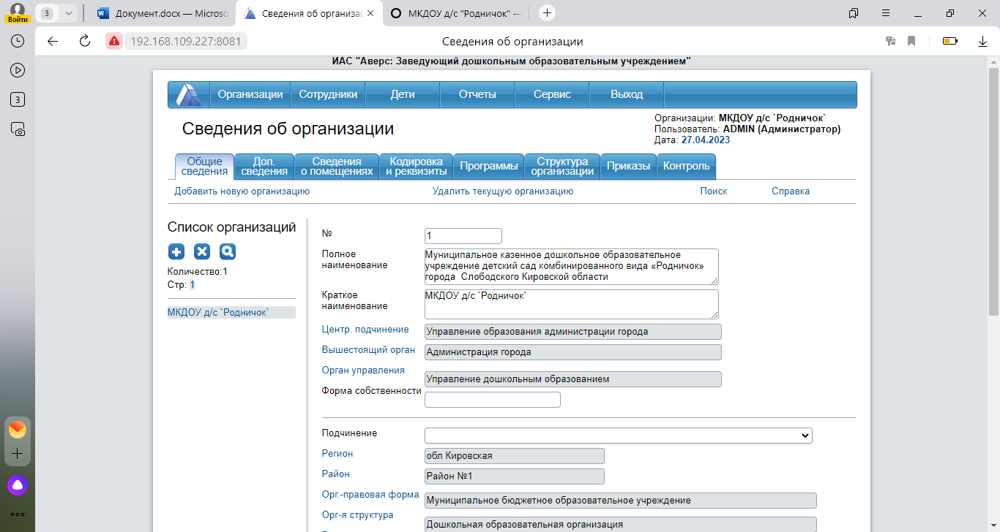 Войти
3
Документ.docx — Microso
Сведения об организац
МКДОУ д/с "Родничок" —
192.168.109.227:8081
Сведения об организации
3
ИАС "Аверс: Заведующий дошкольным образовательным учреждением"
Организации Сотрудники Дети Отчеты Сервис Выход
Организации: МКДОУ д/с `Родничок`
Пользователь: ADMIN (Администратор)
Дата: 27.04.2023
Сведения об организации
Общие сведения
Доп. сведения
Сведения о помещениях
Кодировка и реквизиты
Программы
Структура организации
Приказы
Контроль
Добавить новую организацию Удалить текущую организацию Поиск Справка
Список организаций
Количество:1
Стр: 1
МКДОУ д/с `Родничок`
№ 1
Полное наименование
Муниципальное казенное дошкольное образовательное
учреждение детский сад комбинированного вида «Родничок»
города Слободского Кировской области
Краткое наименование
МКДОУ д/с `Родничок`
Центр. подчинение Управление образования администрации города
Вышестоящий орган Администрация города
Орган управления Управление дошкольным образованием
Форма собственности
Подчинение
Регион обл Кировская
Район Район №1
Орг.-правовая форма Муниципальное бюджетное образовательное учреждение
Орг-я структура Дошкольная образовательная организация